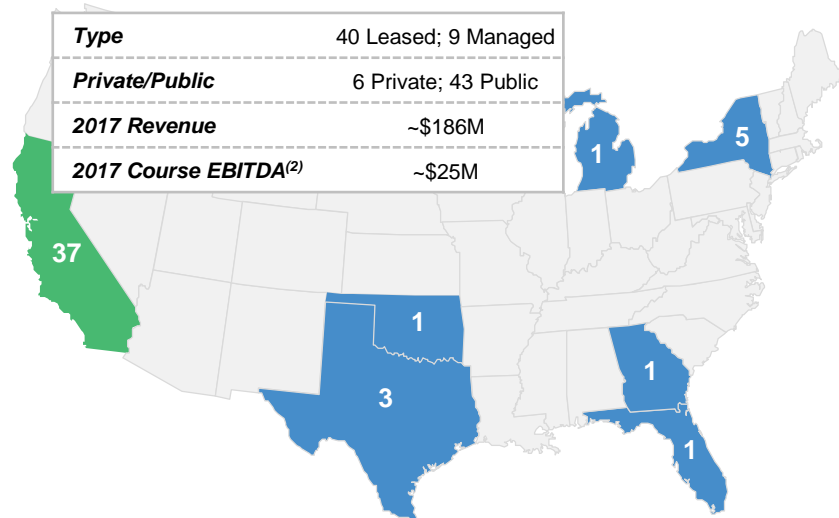 Type 40 Leased; 9 Managed
Private/Public 6 Private; 43 Public
2017 Revenue ~$186M
2017 Course EBITDA(2) ~$25M
1
5
37
1
3
1
1